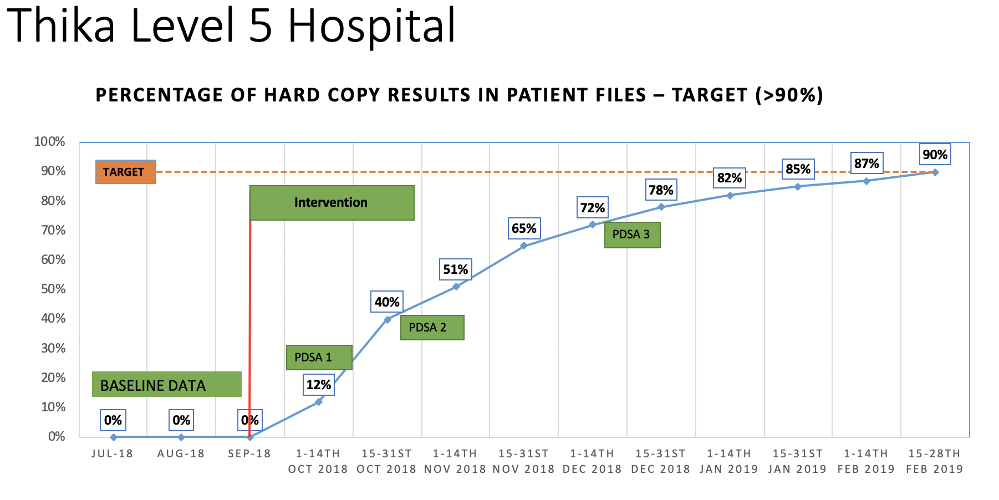 Thika Level 5 Hospital
PERCENTAGE OF HARD COPY RESULTS IN PATIENT FILES – TARGET (>90%)
100%
90%
80%
70%
60%
50%
40%
30%
20%
10%
0%
TARGET
Intervention
BASELINE DATA
PDSA 1
PDSA 2
PDSA 3
0%
0%
0%
12%
40%
51%
65%
72%
78%
82%
85%
87%
90%
JUL-18
AUG-18
SEP-18
1-14TH
OCT 2018
15-31ST
OCT 2018
1-14TH
NOV 2018
15-31ST
NOV 2018
1-14TH
DEC 2018
15-31ST
DEC 2018
1-14TH
JAN 2019
15-31ST
JAN 2019
1-14TH
FEB 2019
15-28TH
FEB 2019